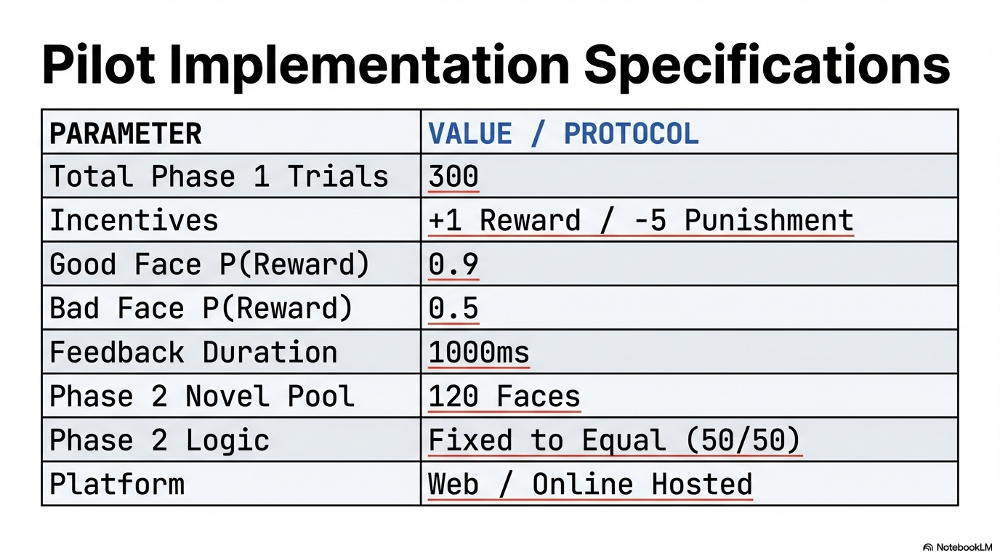 Pilot Implementation Specifications
PARAMETER VALUE / PROTOCOL
Total Phase 1 Trials 300
Incentives +1 Reward / -5 Punishment
Good Face P(Reward) 0.9
Bad Face P(Reward) 0.5
Feedback Duration 1000ms
Phase 2 Novel Pool 120 Faces
Phase 2 Logic Fixed to Equal (50/50)
Platform Web / Online Hosted
NotebookLM